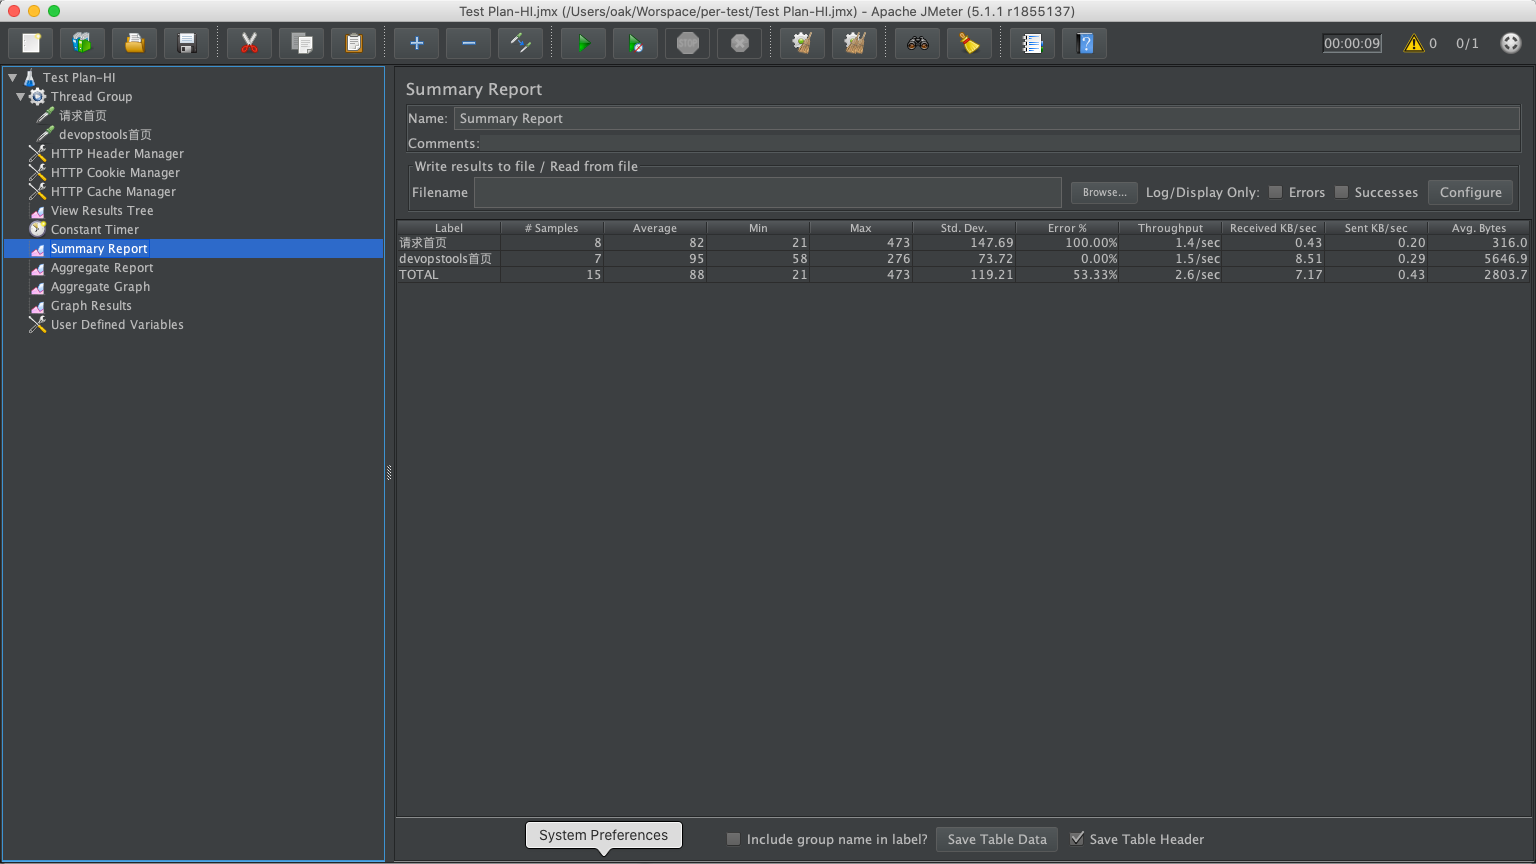 Test Plan-HI.jmx (/Users/oak/Worspace/per-test/Test Plan-HI.jmx) - Apache JMeter (5.1.1 r1855137)
STOP
00:00:09 0 0/1
Test Plan-HI
Thread Group
请求首页
devopstools首页
HTTP Header Manager
HTTP Cookie Manager
HTTP Cache Manager
View Results Tree
Constant Timer
Summary Report
Aggregate Report
Aggregate Graph
Graph Results
User Defined Variables
Summary Report
Name: Summary Report
Comments:
Write results to file / Read from file
Filename Browse... Log/Display Only: Errors Successes Configure
Label # Samples Average Min Max Std. Dev. Error % Throughput Received KB/sec Sent KB/sec Avg. Bytes
请求首页 8 82 21 473 147.69 100.00% 1.4/sec 0.43 0.20 316.0
devopstools首页 7 95 58 276 73.72 0.00% 1.5/sec 8.51 0.29 5646.9
TOTAL 15 88 21 473 119.21 53.33% 2.6/sec 7.17 0.43 2803.7
System Preferences
Include group name in label? Save Table Data Save Table Header